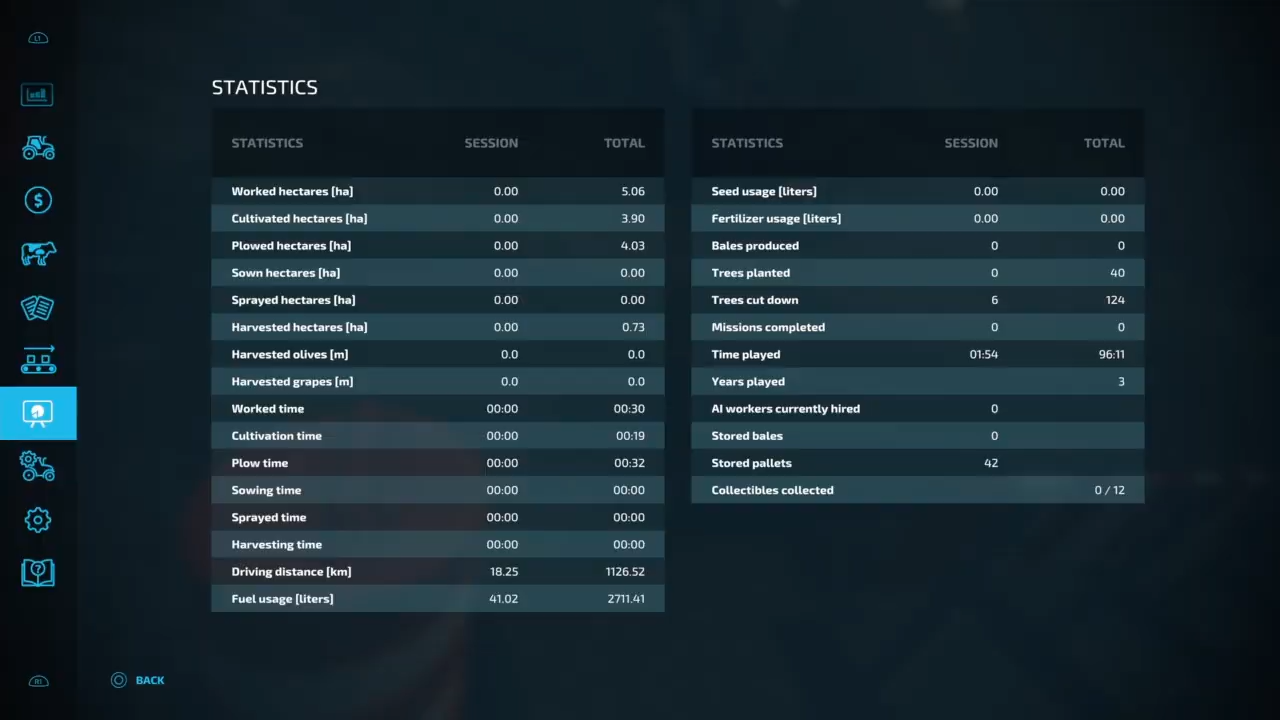 LT
STATISTICS
STATISTICS SESSION TOTAL
Worked hectares [ha] 0.00 5.06
Cultivated hectares [ha] 0.00 3.90
Plowed hectares [ha] 0.00 4.03
Sown hectares [ha] 0.00 0.00
Sprayed hectares [ha] 0.00 0.00
Harvested hectares [ha] 0.00 0.73
Harvested olives [m] 0.0 0.0
Harvested grapes [m] 0.0 0.0
Worked time 00:00 00:30
Cultivation time 00:00 00:19
Plow time 00:00 00:32
Sowing time 00:00 00:00
Sprayed time 00:00 00:00
Harvesting time 00:00 00:00
Driving distance [km] 18.25 1126.52
Fuel usage [liters] 41.02 2711.41
STATISTICS SESSION TOTAL
Seed usage [liters] 0.00 0.00
Fertilizer usage [liters] 0.00 0.00
Bales produced 0 0
Trees planted 0 40
Trees cut down 6 124
Missions completed 0 0
Time played 01:54 96:11
Years played 3
AI workers currently hired 0
Stored bales 0
Stored pallets 42
Collectibles collected 0 / 12
R1
BACK